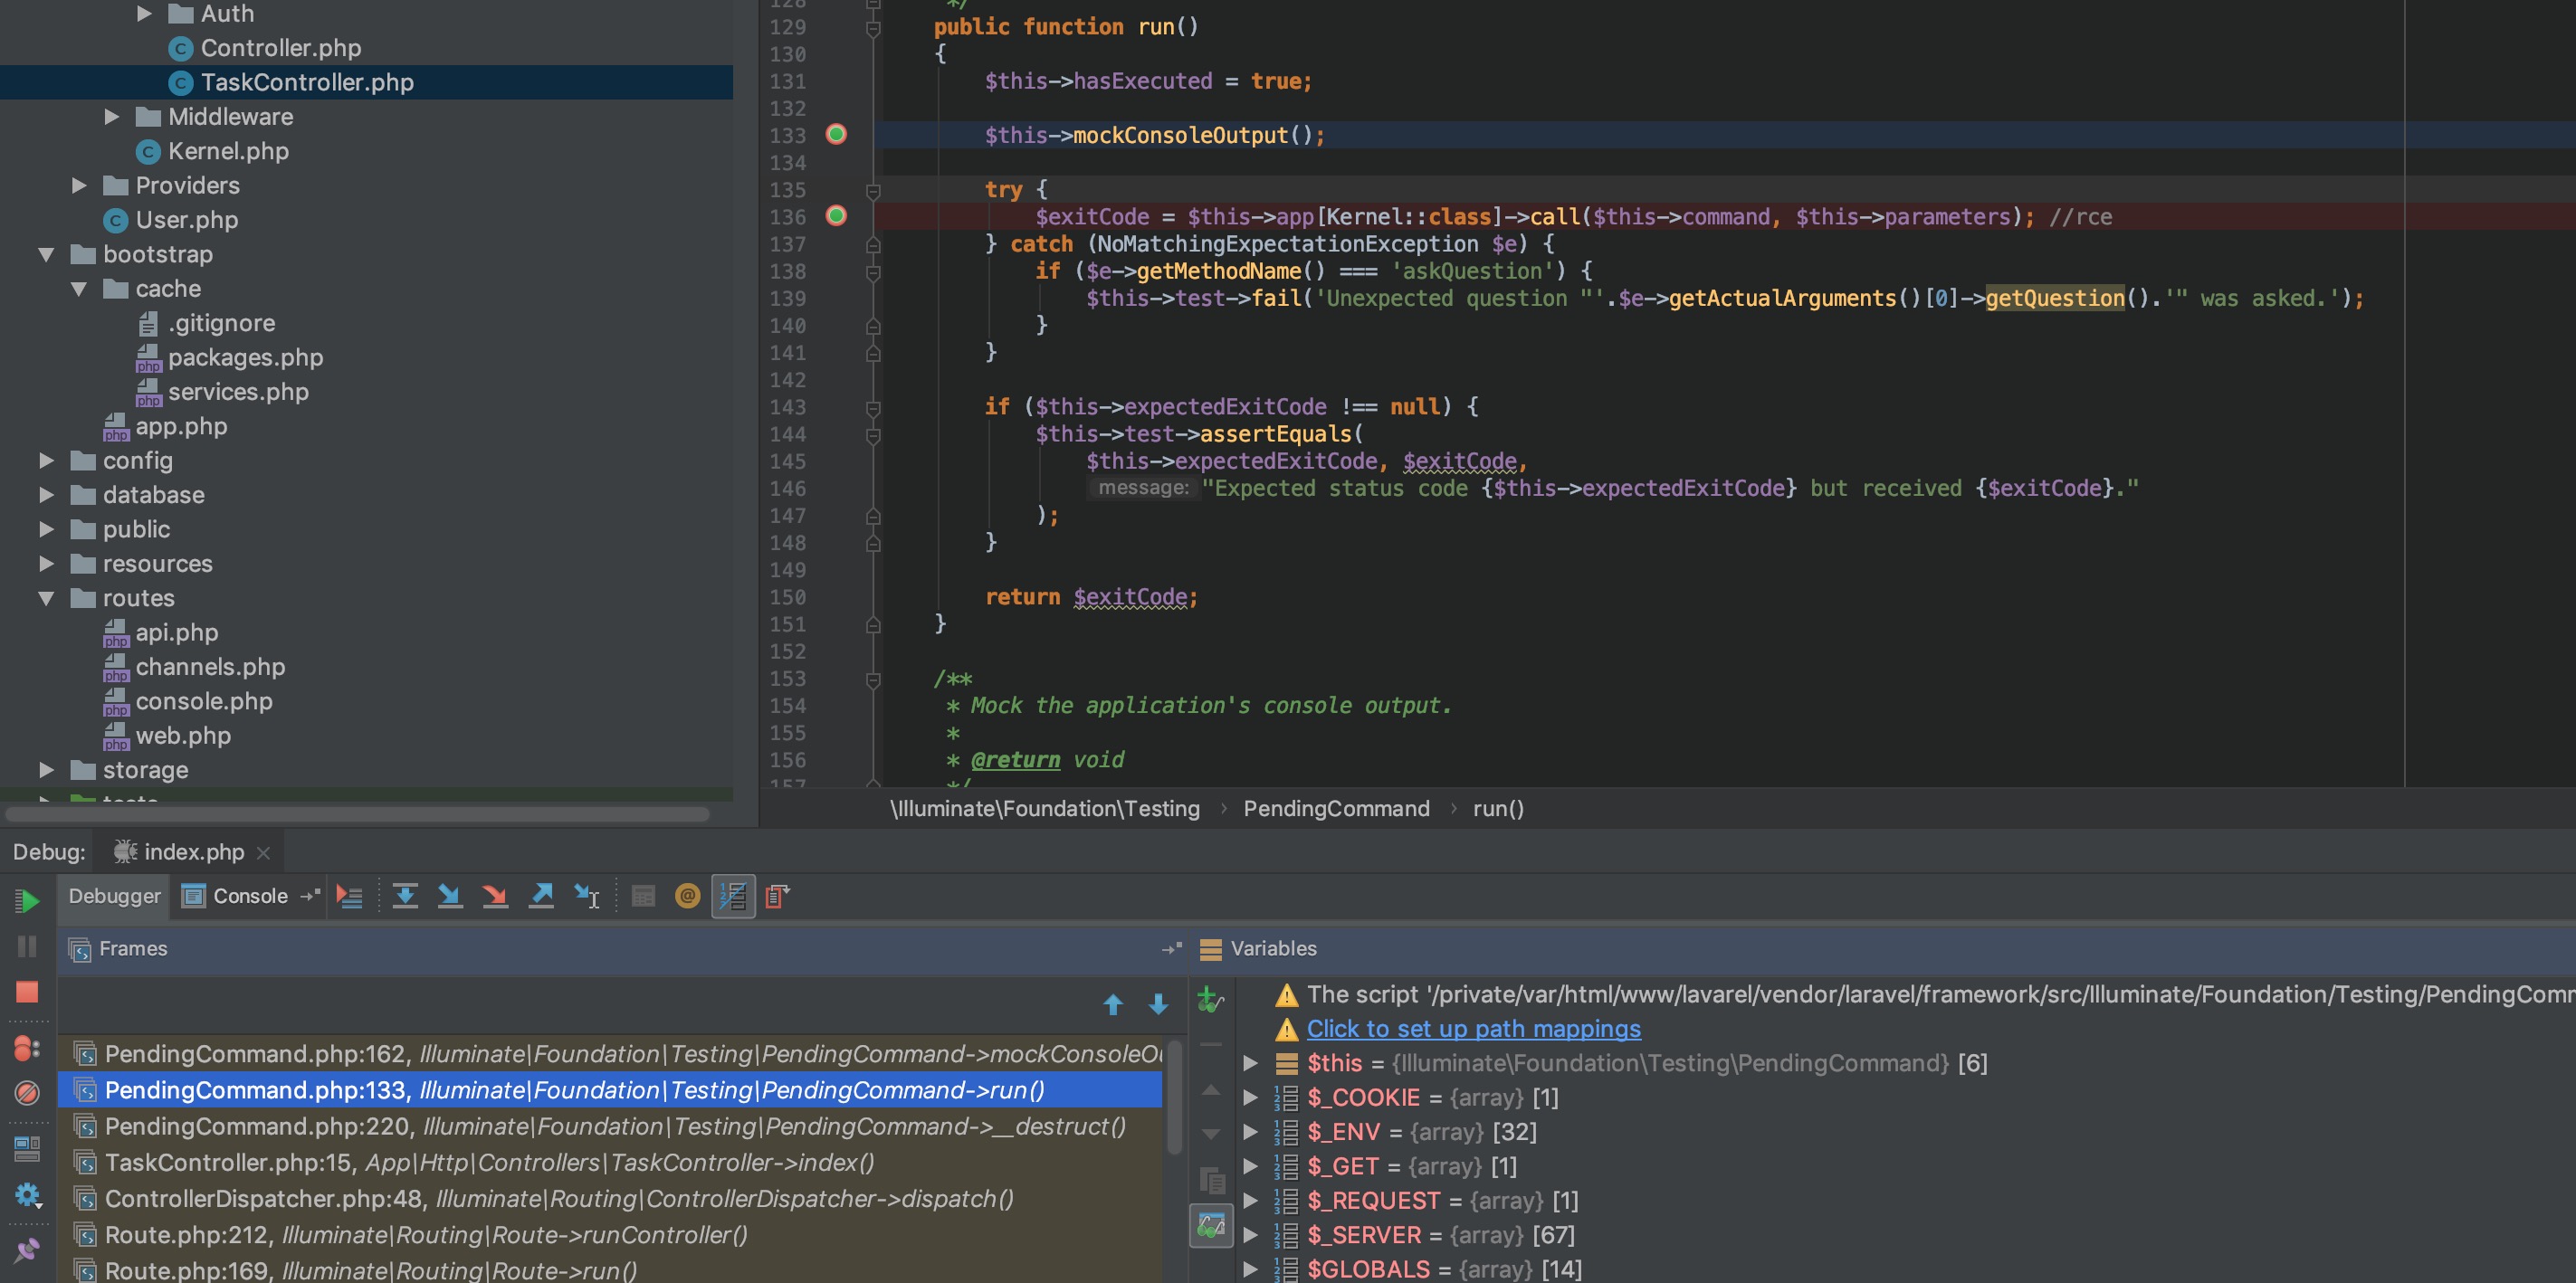 Auth
Controller.php
TaskController.php
Middleware
Kernel.php
Providers
User.php
bootstrap
cache
.gitignore
packages.php
services.php
app.php
config
database
public
resources
routes
api.php
channels.php
console.php
web.php
storage
tests
128 */
129 public function run()
130 {
131 $this->hasExecuted = true;
132
133 $this->mockConsoleOutput();
134
135 try {
136 $exitCode = $this->app[Kernel::class]->call($this->command, $this->parameters); //rce
137 } catch (NoMatchingExpectationException $e) {
138 if ($e->getMethodName() === 'askQuestion') {
139 $this->test->fail('Unexpected question "'.$e->getActualArguments()[0]->getQuestion().'" was asked.');
140 }
141 }
142
143 if ($this->expectedExitCode !== null) {
144 $this->test->assertEquals(
145 $this->expectedExitCode, $exitCode,
146 message: "Expected status code {$this->expectedExitCode} but received {$exitCode}."
147 );
148 }
149
150 return $exitCode;
151 }
152
153 /**
154 * Mock the application's console output.
155 *
156 * @return void
157 */
\Illuminate\Foundation\Testing › PendingCommand › run()
Debug: index.php
Debugger Console
Frames
PendingCommand.php:162, Illuminate\Foundation\Testing\PendingCommand->mockConsoleO
PendingCommand.php:133, Illuminate\Foundation\Testing\PendingCommand->run()
PendingCommand.php:220, Illuminate\Foundation\Testing\PendingCommand->__destruct()
TaskController.php:15, App\Http\Controllers\TaskController->index()
ControllerDispatcher.php:48, Illuminate\Routing\ControllerDispatcher->dispatch()
Route.php:212, Illuminate\Routing\Route->runController()
Route.php:169, Illuminate\Routing\Route->run()
Variables
The script '/private/var/html/www/lavarel/vendor/laravel/framework/src/Illuminate/Foundation/Testing/PendingComm
Click to set up path mappings
$this = {Illuminate\Foundation\Testing\PendingCommand} [6]
$_COOKIE = {array} [1]
$_ENV = {array} [32]
$_GET = {array} [1]
$_REQUEST = {array} [1]
$_SERVER = {array} [67]
$GLOBALS = {array} [14]